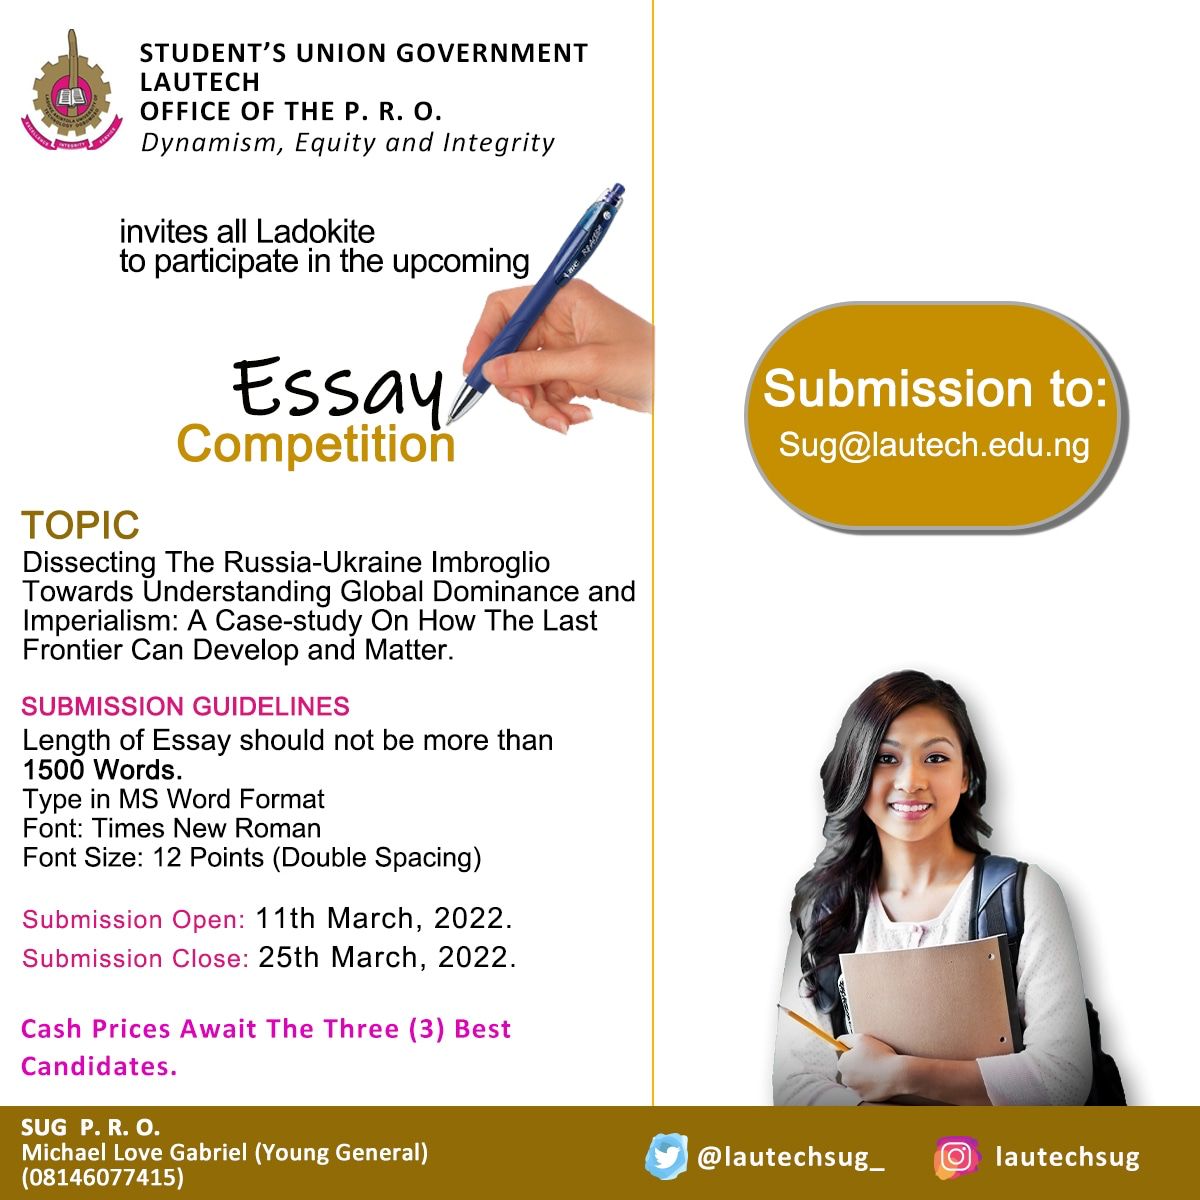 STUDENT'S UNION GOVERNMENT
LAUTECH
OFFICE OF THE P. R. O.
Dynamism, Equity and Integrity
EXCELLENCE INTEGRITY SERVICE
invites all Ladokite
to participate in the upcoming
BIC
Essay
Competition
TOPIC
Dissecting The Russia-Ukraine Imbroglio
Towards Understanding Global Dominance and
Imperialism: A Case-study On How The Last
Frontier Can Develop and Matter.
SUBMISSION GUIDELINES
Length of Essay should not be more than
1500 Words.
Type in MS Word Format
Font: Times New Roman
Font Size: 12 Points (Double Spacing)
Submission Open: 11th March, 2022.
Submission Close: 25th March, 2022.
Cash Prices Await The Three (3) Best
Candidates.
Submission to:
Sug@lautech.edu.ng
SUG P. R. O.
Michael Love Gabriel (Young General)
(08146077415)
@lautechsug_
lautechsug